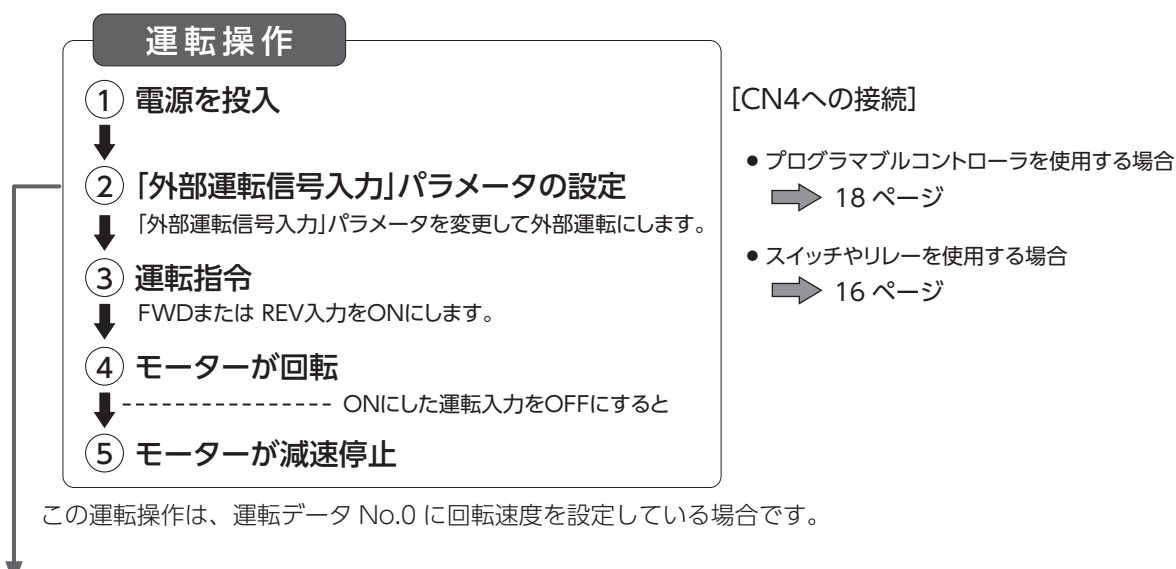 運転操作
① 電源を投入
② 「外部運転信号入力」パラメータの設定
「外部運転信号入力」パラメータを変更して外部運転にします。
③ 運転指令
FWDまたは REV入力をONにします。
④ モーターが回転
ONにした運転入力をOFFにすると
⑤ モーターが減速停止
[CN4への接続]
● プログラマブルコントローラを使用する場合
18 ページ
● スイッチやリレーを使用する場合
16 ページ
この運転操作は、運転データ No.0 に回転速度を設定している場合です。